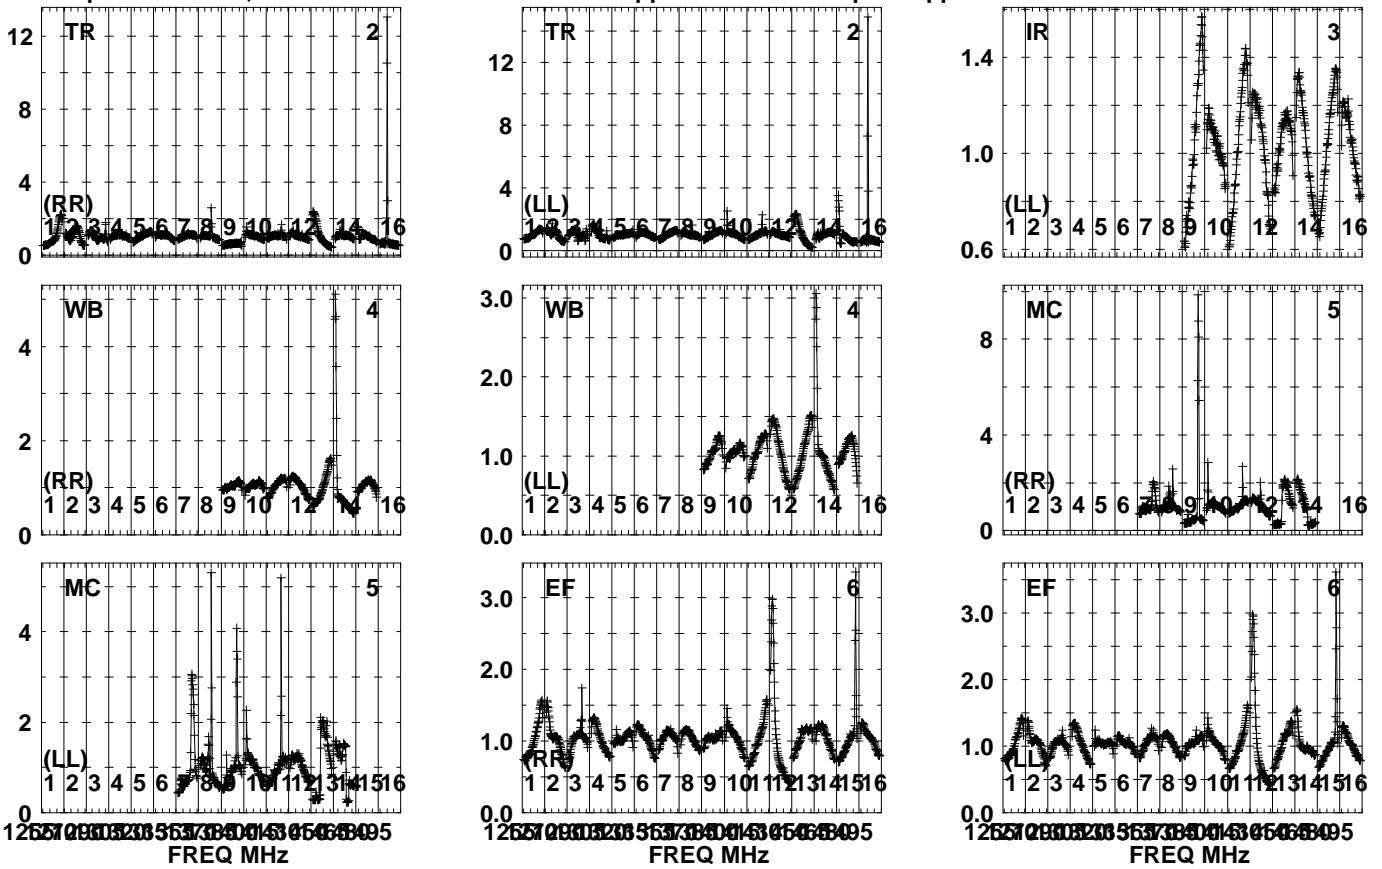 TR 2
12
8
4
0
(RR)
1 2 3 4 5 6 7 8 9 10 12 14 16
TR 2
12
8
4
0
(LL)
1 2 3 4 5 6 7 8 9 10 12 14 16
IR 3
1.4
1.0
0.6
(LL)
1 2 3 4 5 6 7 8 9 10 12 14 16
WB 4
4
2
0
(RR)
1 2 3 4 5 6 7 8 9 10 12 14 16
WB 4
3.0
2.0
1.0
0.0
(LL)
1 2 3 4 5 6 7 8 9 10 12 14 16
MC 5
8
4
0
(RR)
1 2 3 4 5 6 7 8 9 10 12 14 16
MC 5
4
2
0
(LL)
1 2 3 4 5 6 7 8 9 10 11 12 13 14 15 16
FREQ MHz
EF 6
3.0
2.0
1.0
0.0
(RR)
1 2 3 4 5 6 7 8 9 10 11 12 13 14 15 16
FREQ MHz
EF 6
3.0
2.0
1.0
0.0
(LL)
1 2 3 4 5 6 7 8 9 10 11 12 13 14 15 16
FREQ MHz